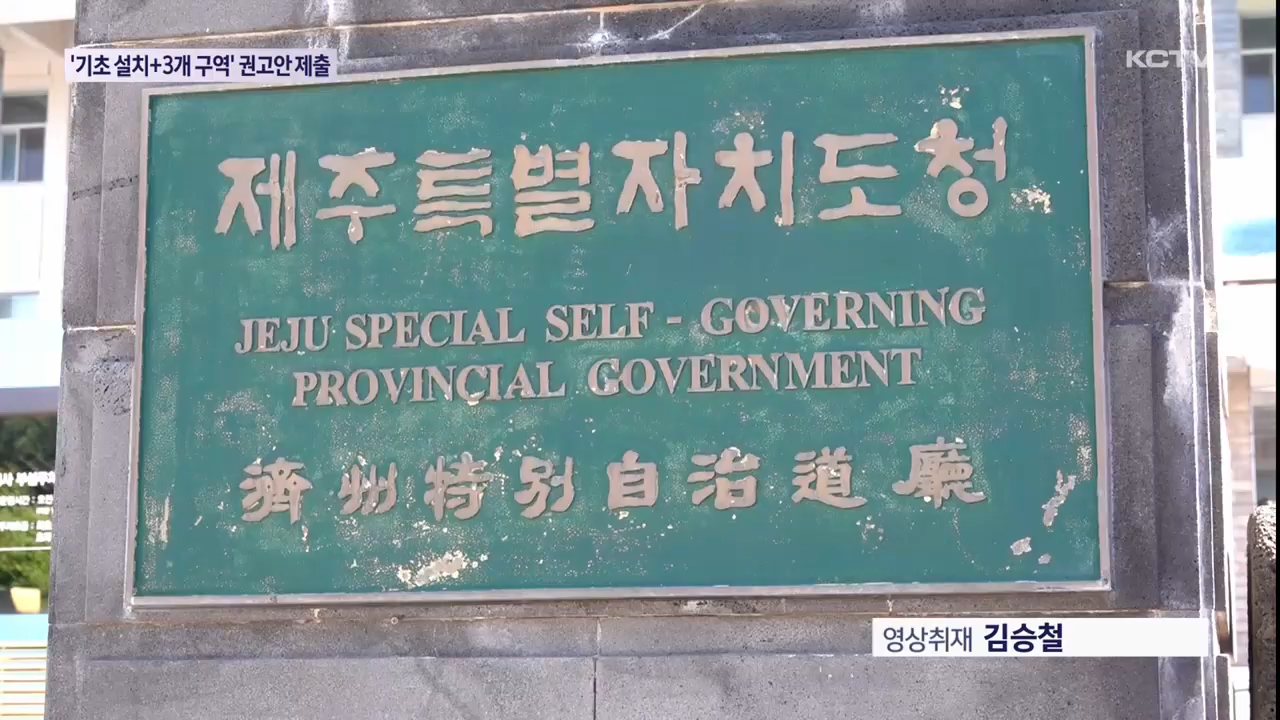 '기초 설치+3개 구역' 권고안 제출
KCTV
제주특별자치도청
JEJU SPECIAL SELF - GOVERNING
PROVINCIAL GOVERNMENT
濟州特別自治道廳
영상취재 김승철